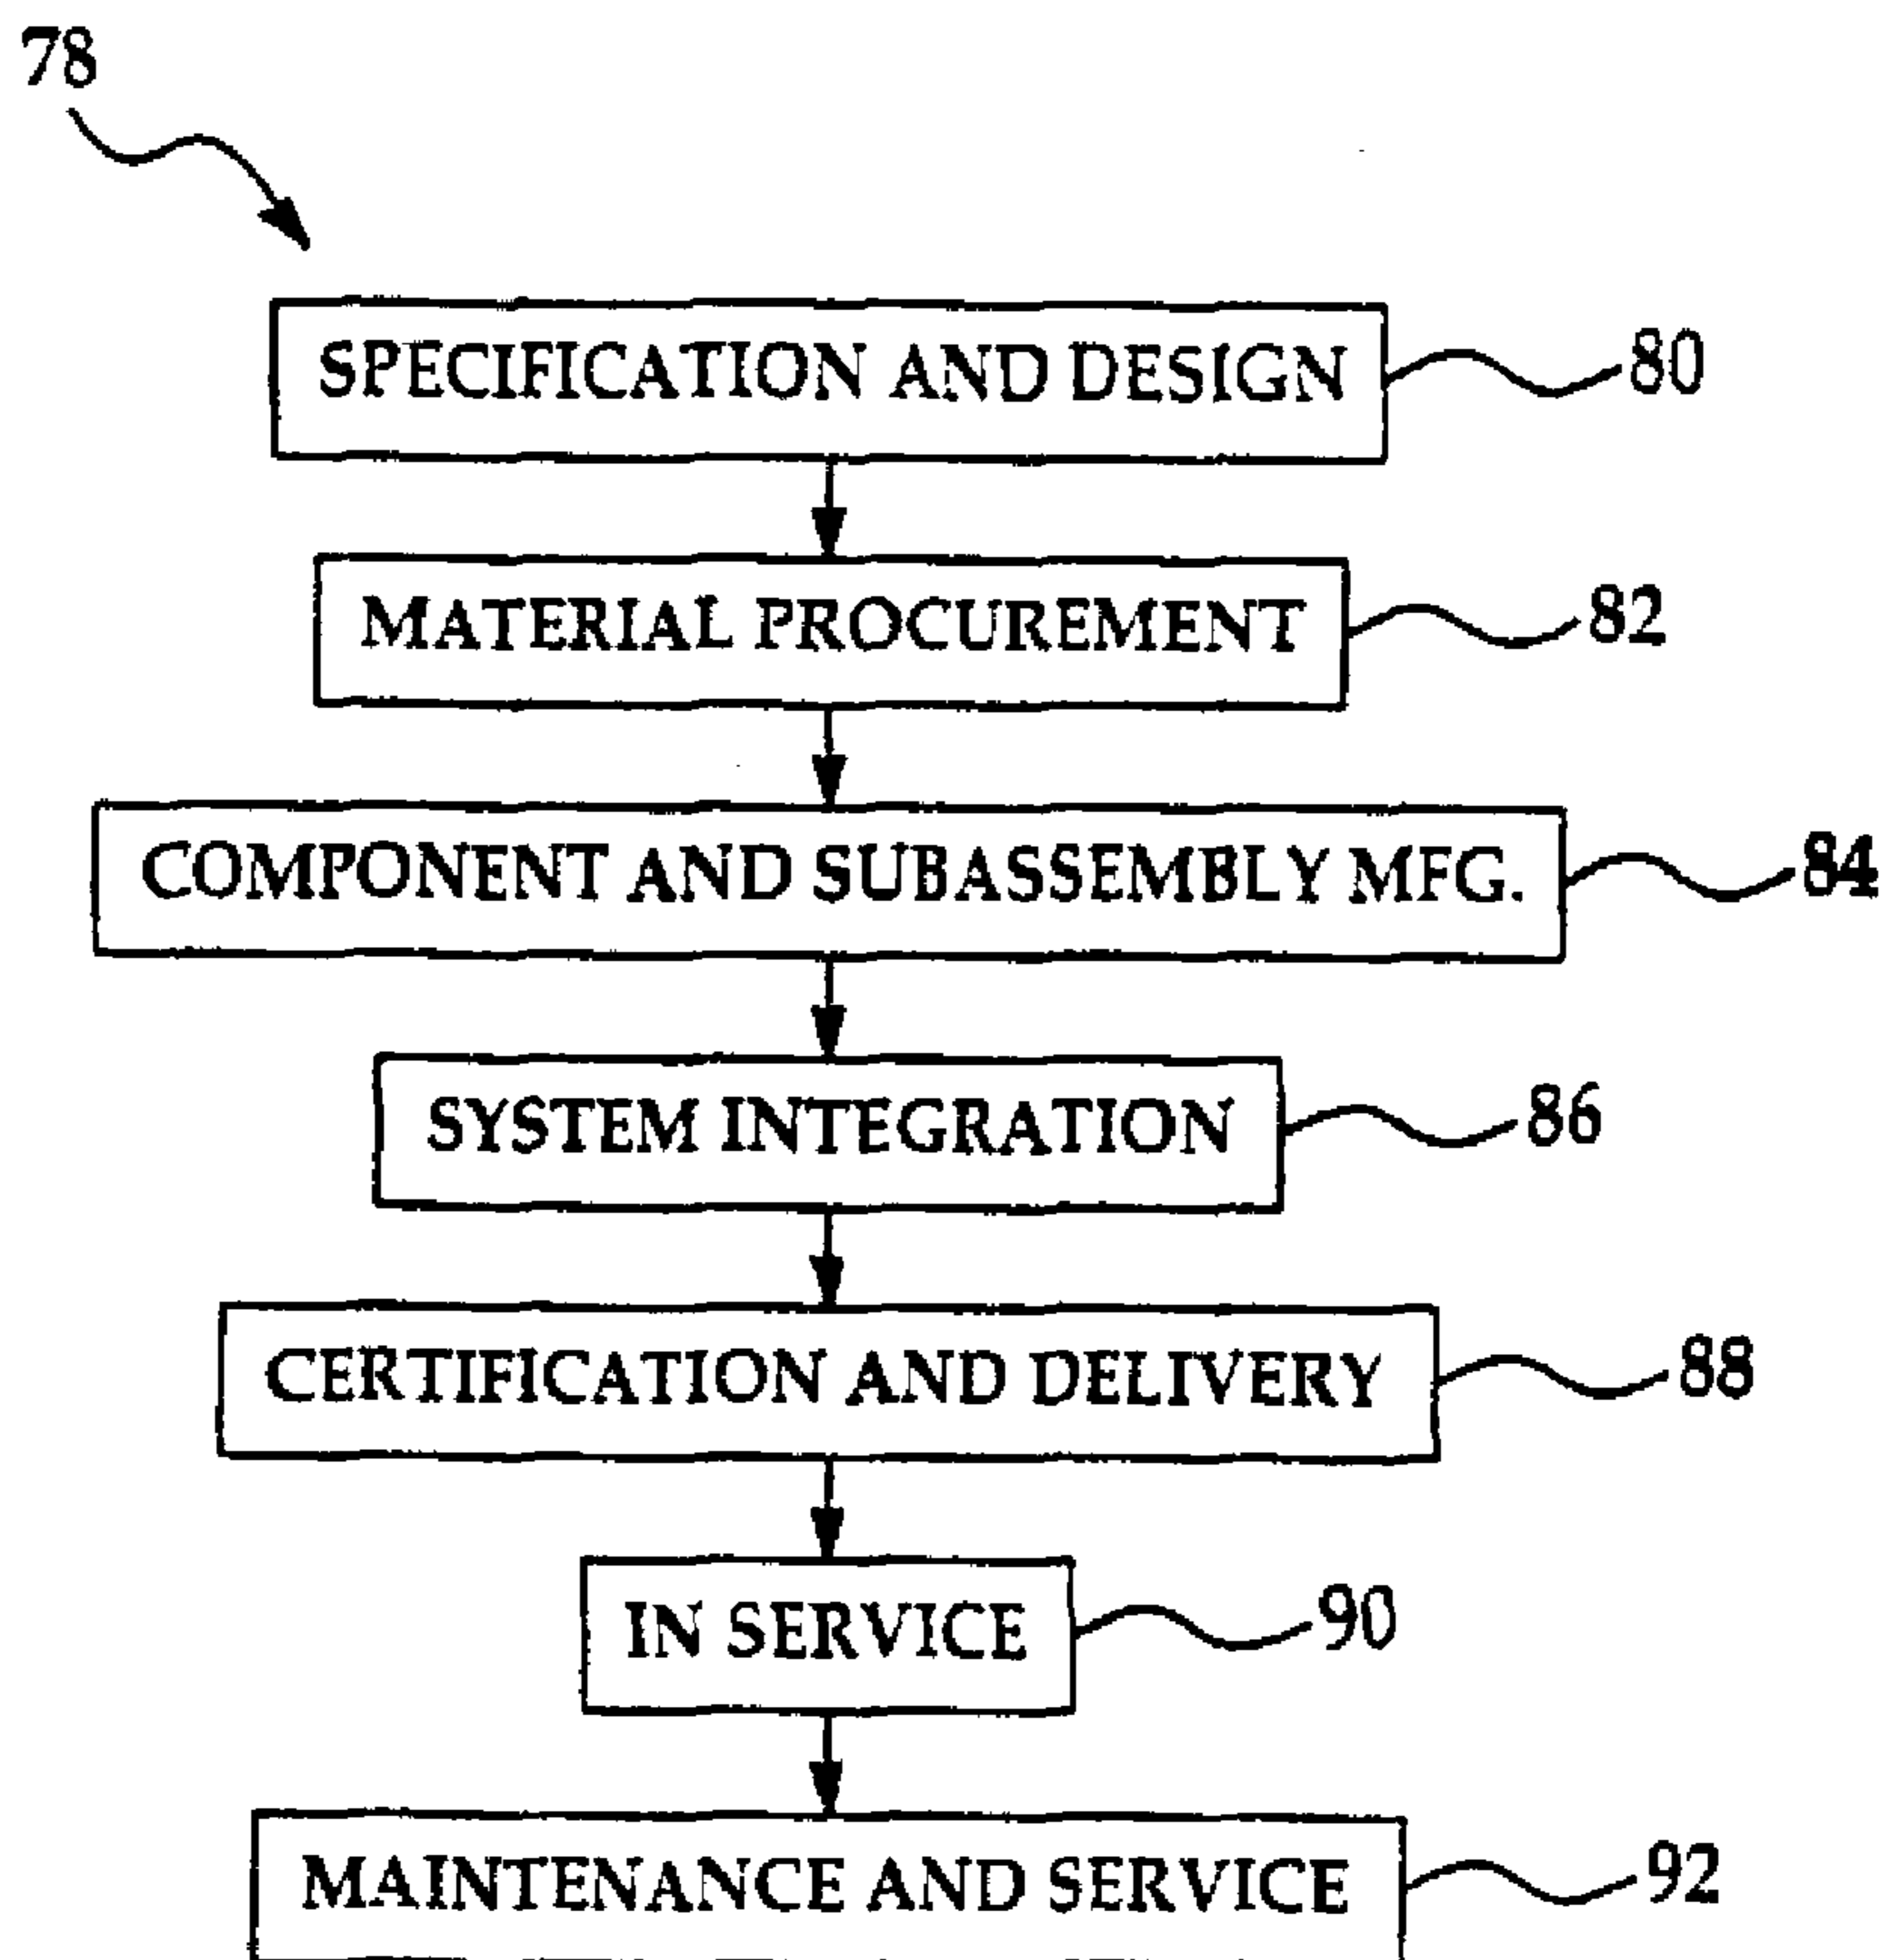 78
SPECIFICATION AND DESIGN 80
MATERIAL PROCUREMENT 82
COMPONENT AND SUBASSEMBLY MFG. 84
SYSTEM INTEGRATION 86
CERTIFICATION AND DELIVERY 88
IN SERVICE 90
MAINTENANCE AND SERVICE 92